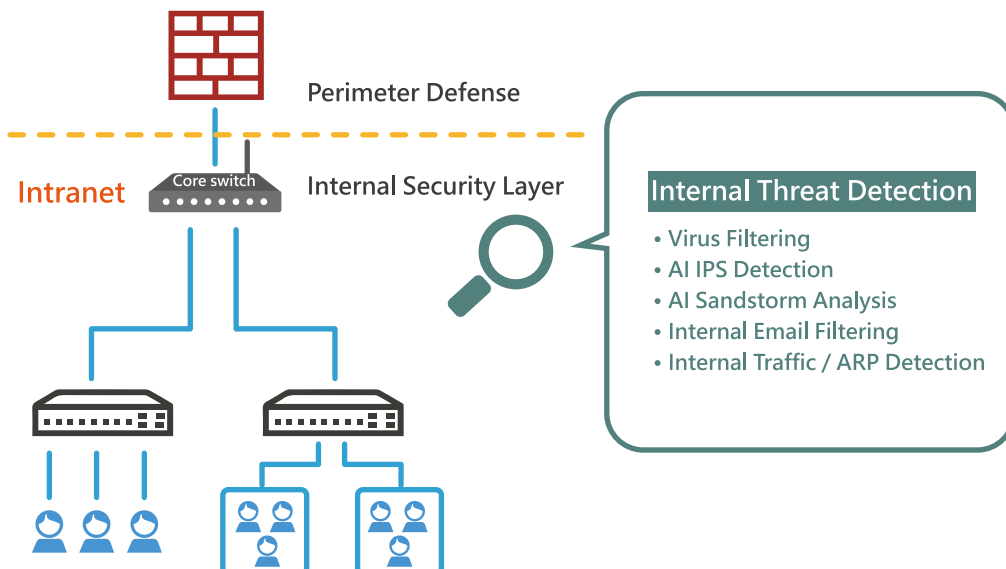 Perimeter Defense
Core switch
Intranet
Internal Security Layer
Internal Threat Detection
• Virus Filtering
• AI IPS Detection
• AI Sandstorm Analysis
• Internal Email Filtering
• Internal Traffic / ARP Detection